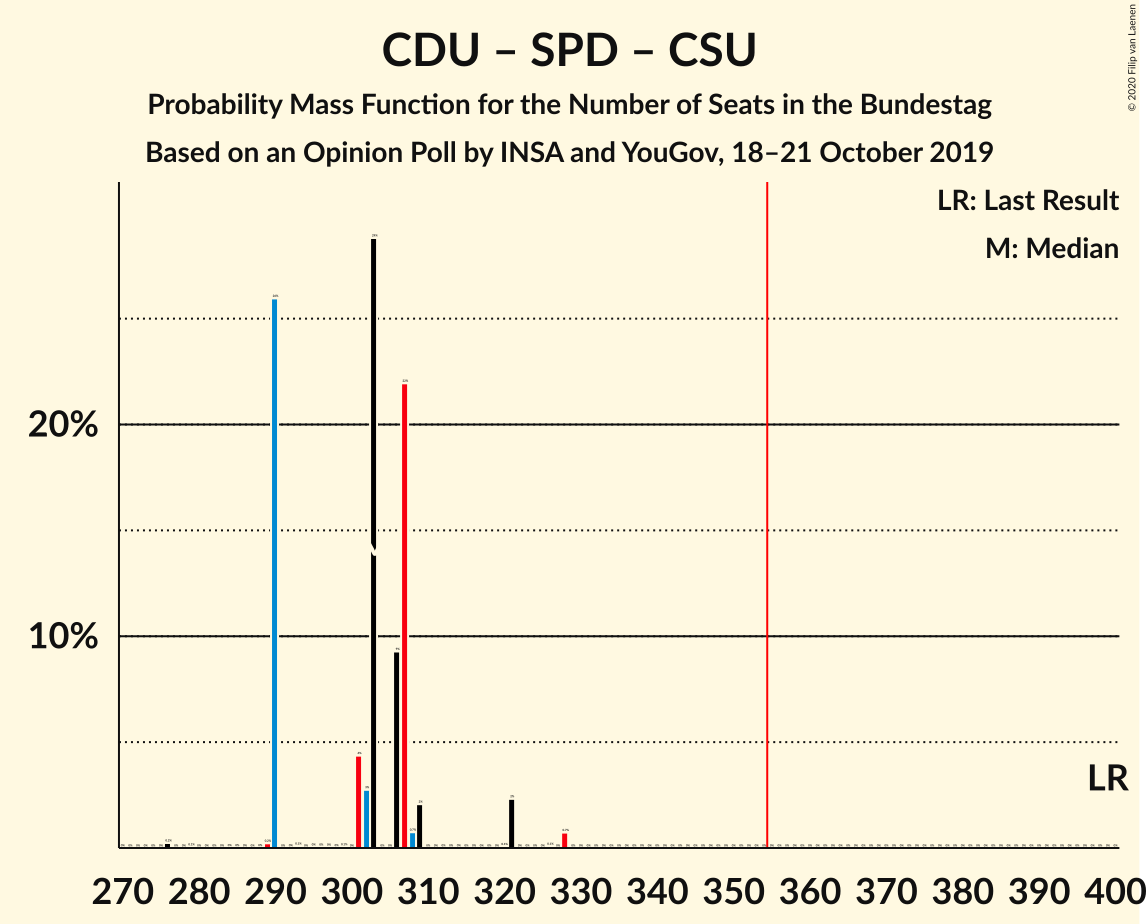 CDU – SPD – CSU
Probability Mass Function for the Number of Seats in the Bundestag
Based on an Opinion Poll by INSA and YouGov, 18–21 October 2019
© 2020 Filip van Laenen
LR: Last Result
M: Median
20%
10%
LR
270 280 290 300 310 320 330 340 350 360 370 380 390 400